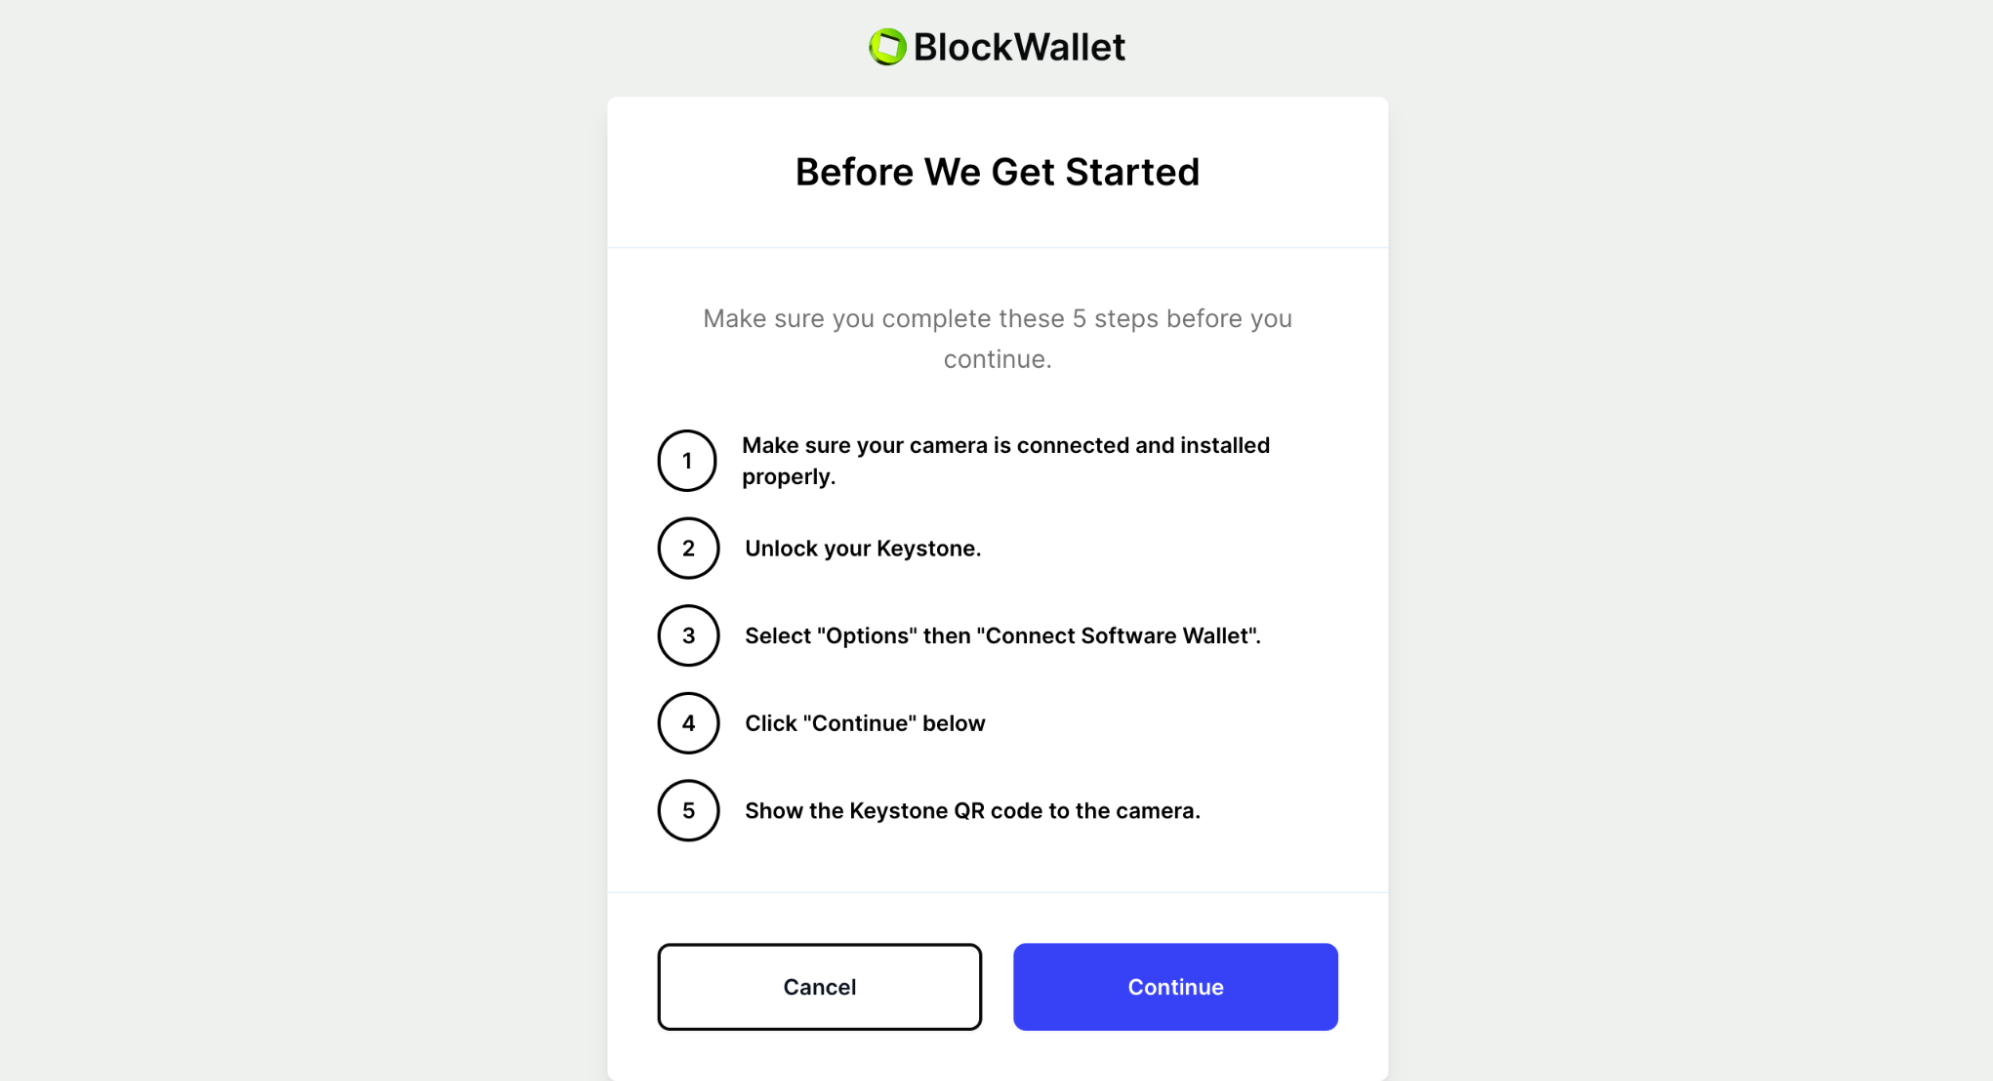 BlockWallet
Before We Get Started
Make sure you complete these 5 steps before you
continue.
1 Make sure your camera is connected and installed
properly.
2 Unlock your Keystone.
3 Select "Options" then "Connect Software Wallet".
4 Click "Continue" below
5 Show the Keystone QR code to the camera.
Cancel Continue